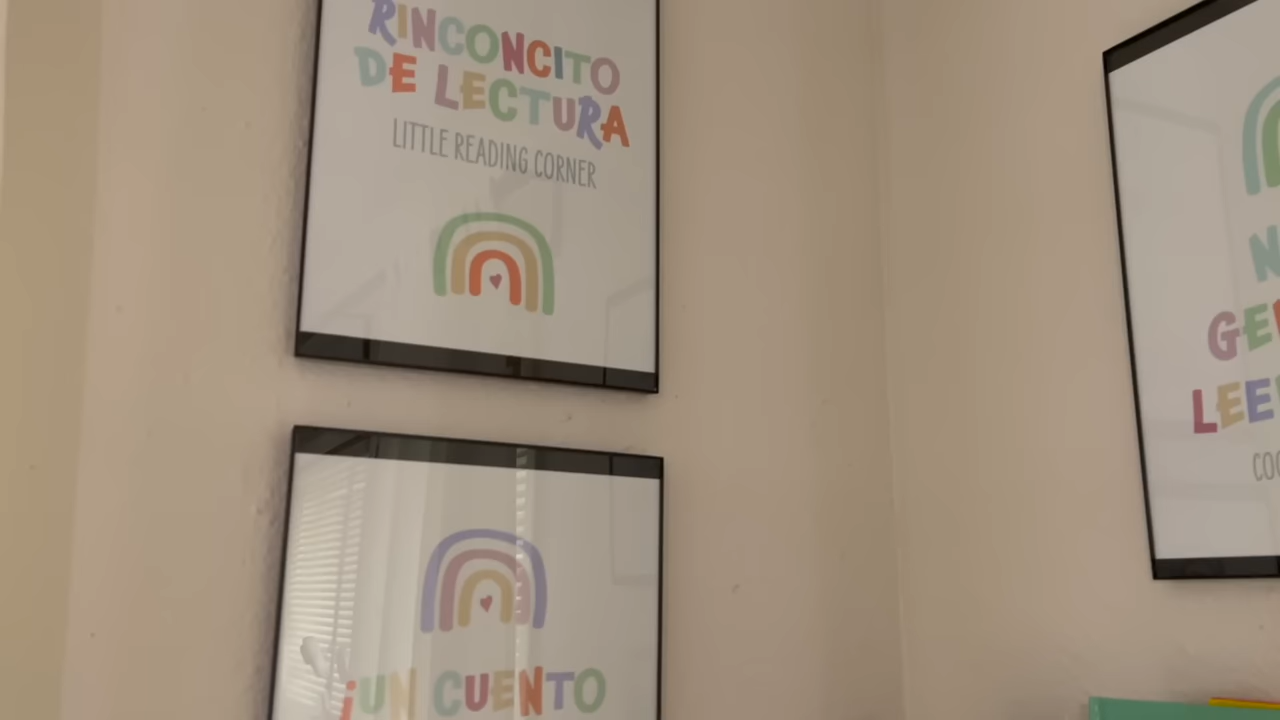 RINCONCITO
DE LECTURA
LITTLE READING CORNER
¡UN CUENTO